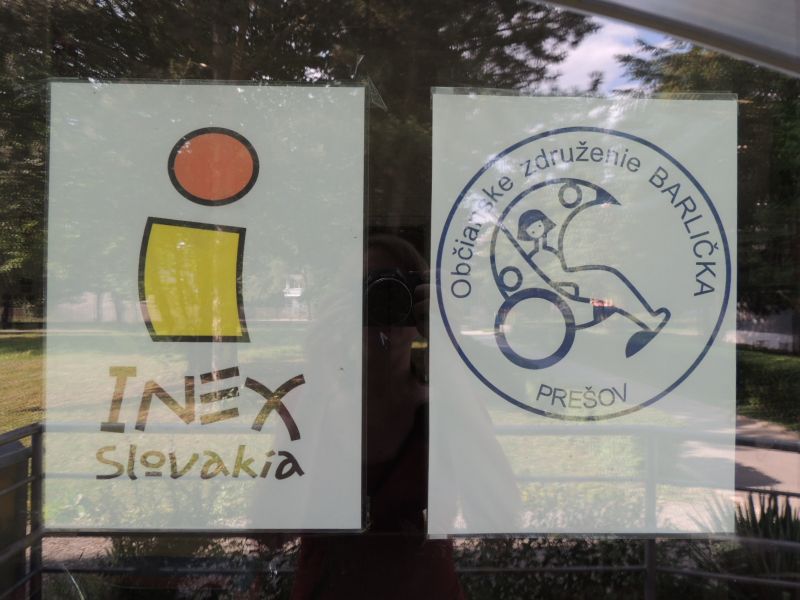 INEX
Slovakia
Občianske združenie BARLIČKA
PREŠOV